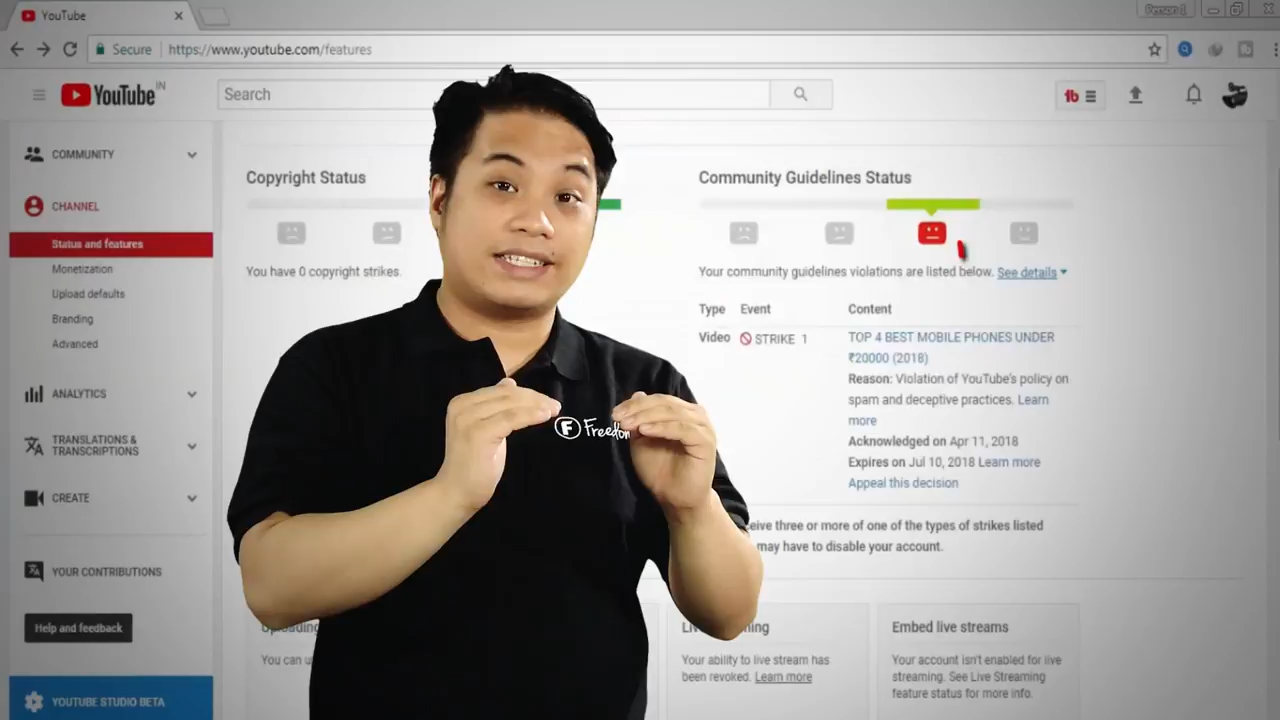 YouTube
Person 1
Secure
https://www.youtube.com/features
YouTube IN
Search
COMMUNITY
CHANNEL
Status and features
Monetization
Upload defaults
Branding
Advanced
ANALYTICS
TRANSLATIONS &
TRANSCRIPTIONS
CREATE
YOUR CONTRIBUTIONS
Help and feedback
YOUTUBE STUDIO BETA
Copyright Status
You have 0 copyright strikes.
F Freedom
Community Guidelines Status
Your community guidelines violations are listed below. See details
Type Event Content
Video STRIKE 1 TOP 4 BEST MOBILE PHONES UNDER
₹20000 (2018)
Reason: Violation of YouTube's policy on
spam and deceptive practices. Learn
more
Acknowledged on Apr 11, 2018
Expires on Jul 10, 2018 Learn more
Appeal this decision
three or more of one of the types of strikes listed
may have to disable your account.
You can
Your ability to live stream has
been revoked. Learn more
Embed live streams
Your account isn't enabled for live
streaming. See Live Streaming
feature status for more info.